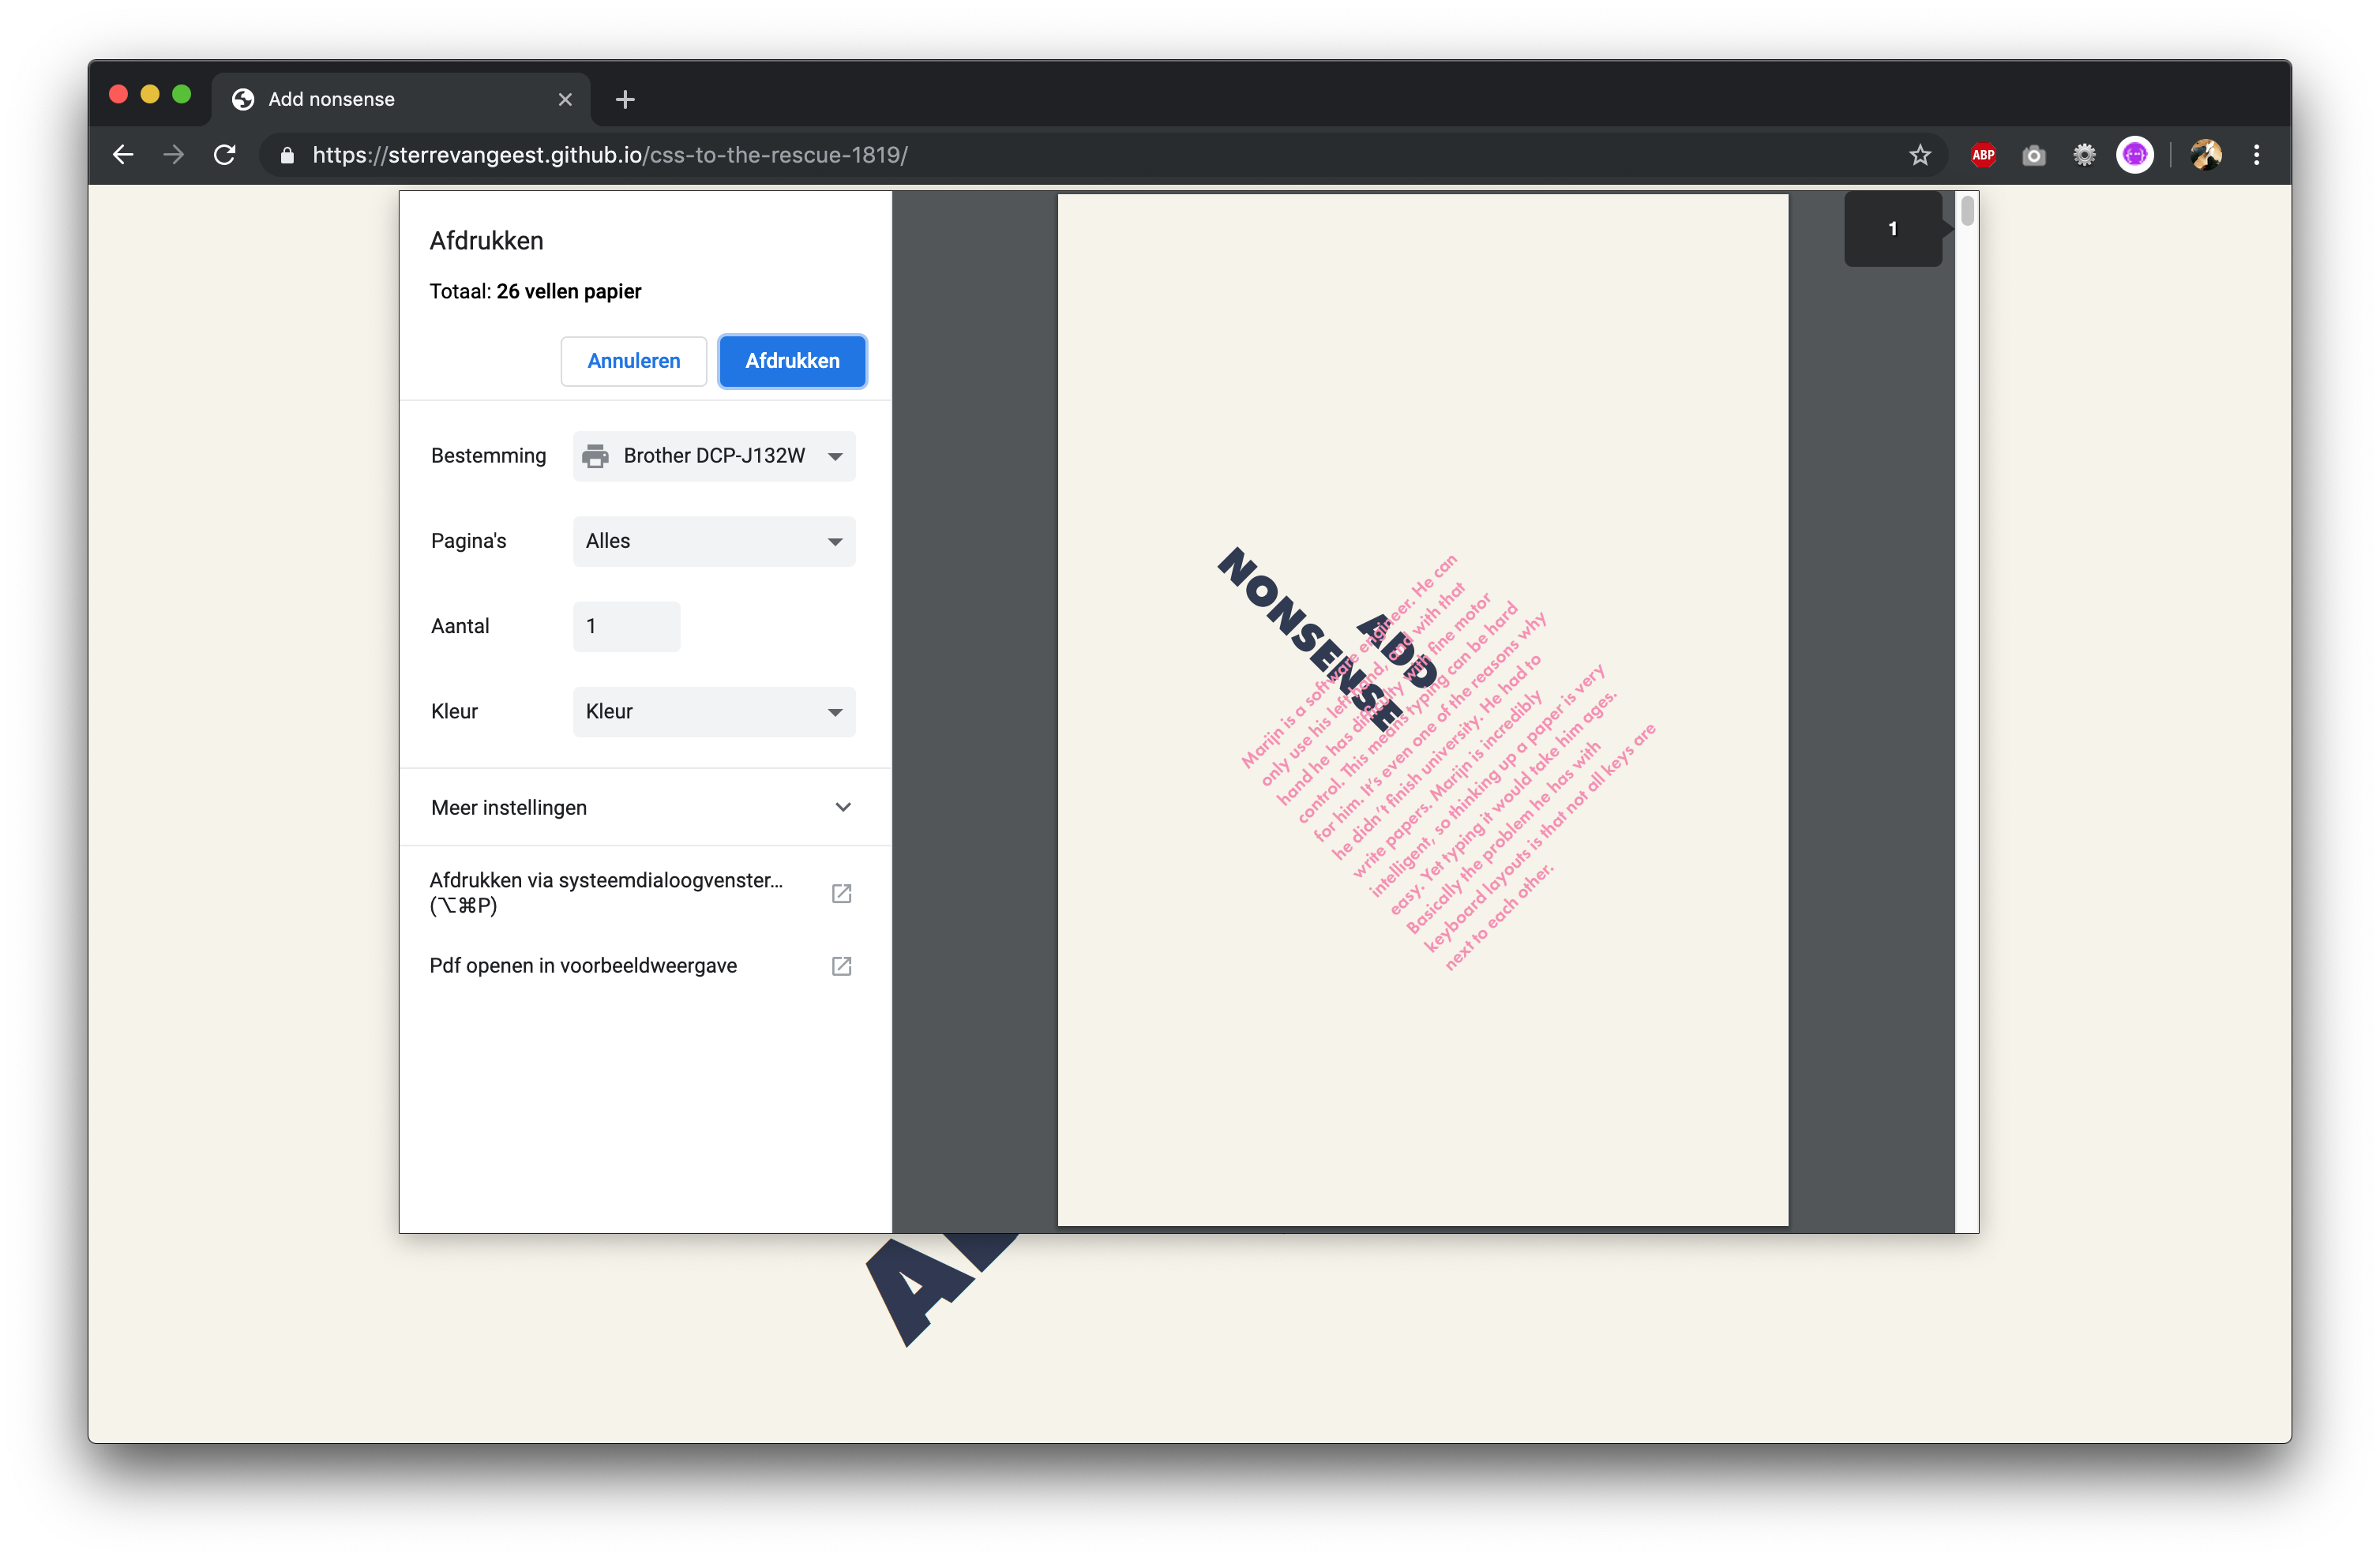 Add nonsense
https://sterrevangeest.github.io/css-to-the-rescue-1819/
ABP
Afdrukken
Totaal: 26 vellen papier
Annuleren
Afdrukken
Bestemming
Brother DCP-J132W
Pagina's
Alles
Aantal
1
Kleur
Kleur
Meer instellingen
Afdrukken via systeemdialoogvenster...
(⌥⌘P)
Pdf openen in voorbeeldweergave
1
ADD
NONSENSE
Marijn is a software engineer. He can
only use his left hand, and with that
hand he has difficulty with fine motor
control. This means typing can be hard
for him. It's even one of the reasons why
he didn't finish university. He had to
write papers. Marijn is incredibly
intelligent, so thinking up a paper is very
easy. Yet typing it would take him ages.
Basically the problem he has with
keyboard layouts is that not all keys are
next to each other.